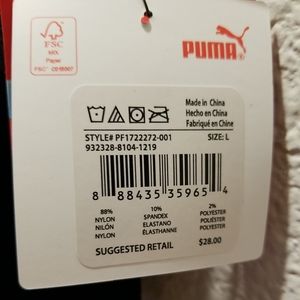 FSC
MIX
Paper
FSC® C016007
PUMA®
Made in China
Hecho en China
Fabriqué en Chine
STYLE# PF1722272-001 SIZE: L
932328-8104-1219
8 88435 35965 4
88% 10% 2%
NYLON SPANDEX POLYESTER
NILÓN ELASTANO POLIÉSTER
NYLON ÉLASTHANNE POLYESTER
SUGGESTED RETAIL $28.00